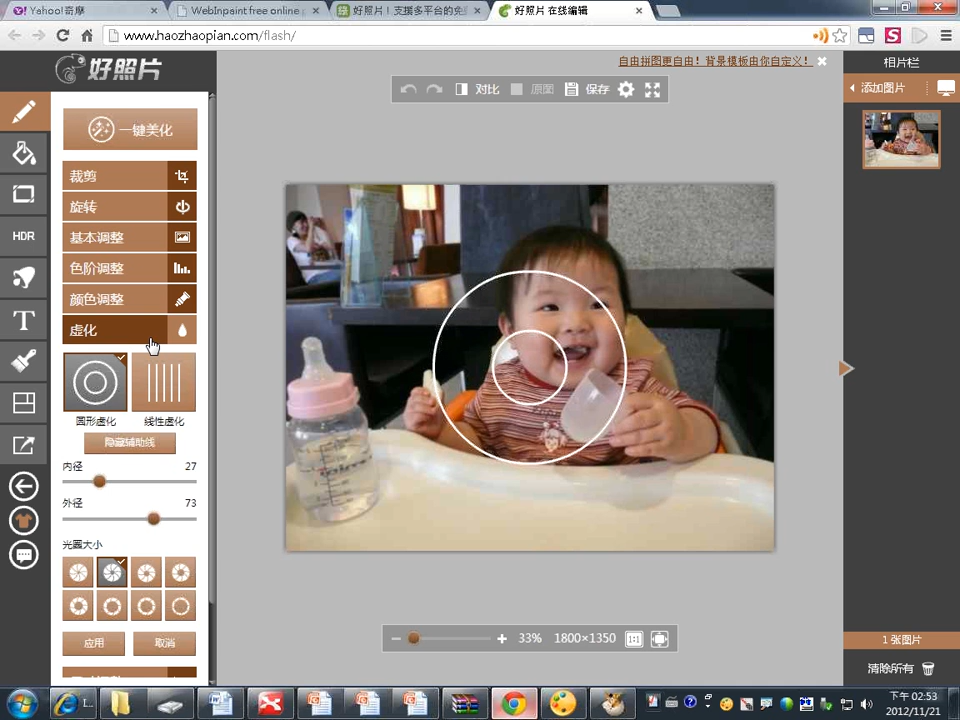 Yahoo!奇摩
WebInpaint free online
好照片！支援多平台的免
好照片 在线编辑
www.haozhaopian.com/flash/
好照片
自由拼图更自由！背景模板由你自定义！
相片栏
对比
原图
保存
添加图片
一键美化
裁剪
旋转
基本调整
HDR
色阶调整
颜色调整
虚化
T
圆形虚化
线性虚化
隐藏辅助线
内径
27
外径
73
光圈大小
应用
取消
33%
1800×1350
1:1
1 张图片
清除所有
下午 02:53
2012/11/21